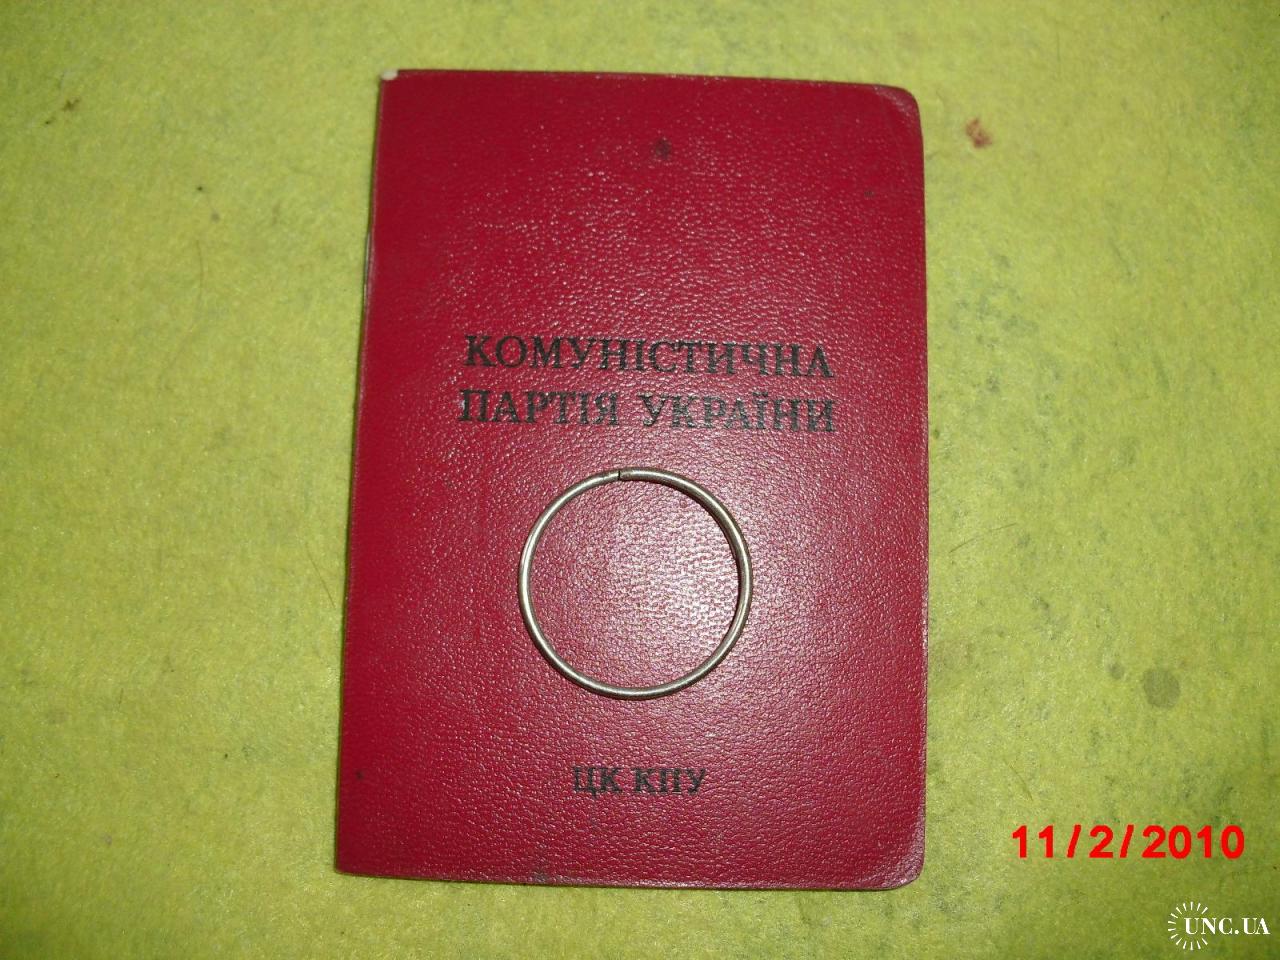 КОМУНІСТИЧНА
ПАРТІЯ УКРАЇНИ
ЦК КПУ
11/2/2010
UNC.UA